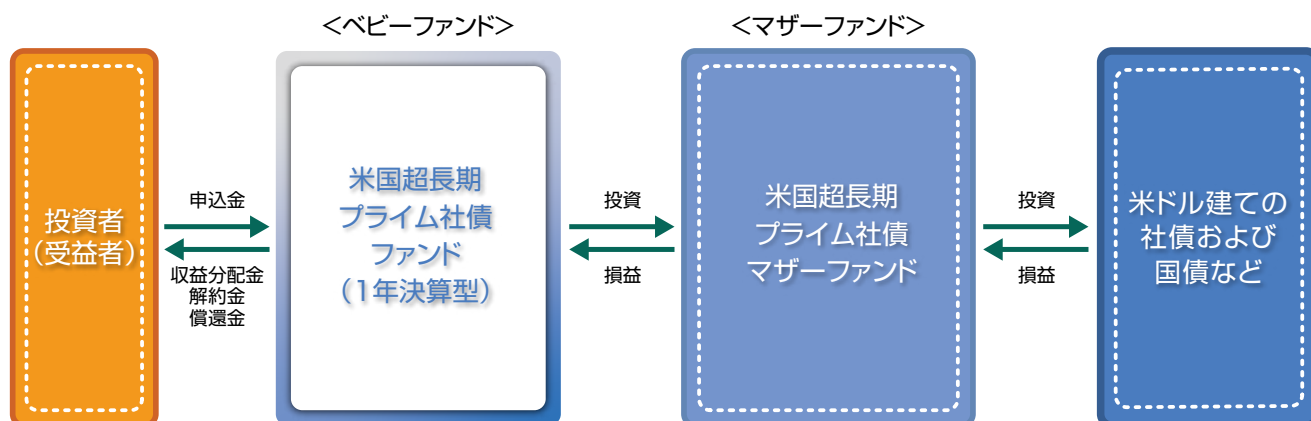 <ベビーファンド>
<マザーファンド>
投資者
(受益者)
申込金
収益分配金
解約金
償還金
米国超長期
プライム社債
ファンド
(1年決算型)
投資
損益
米国超長期
プライム社債
マザーファンド
投資
損益
米ドル建ての
社債および
国債など